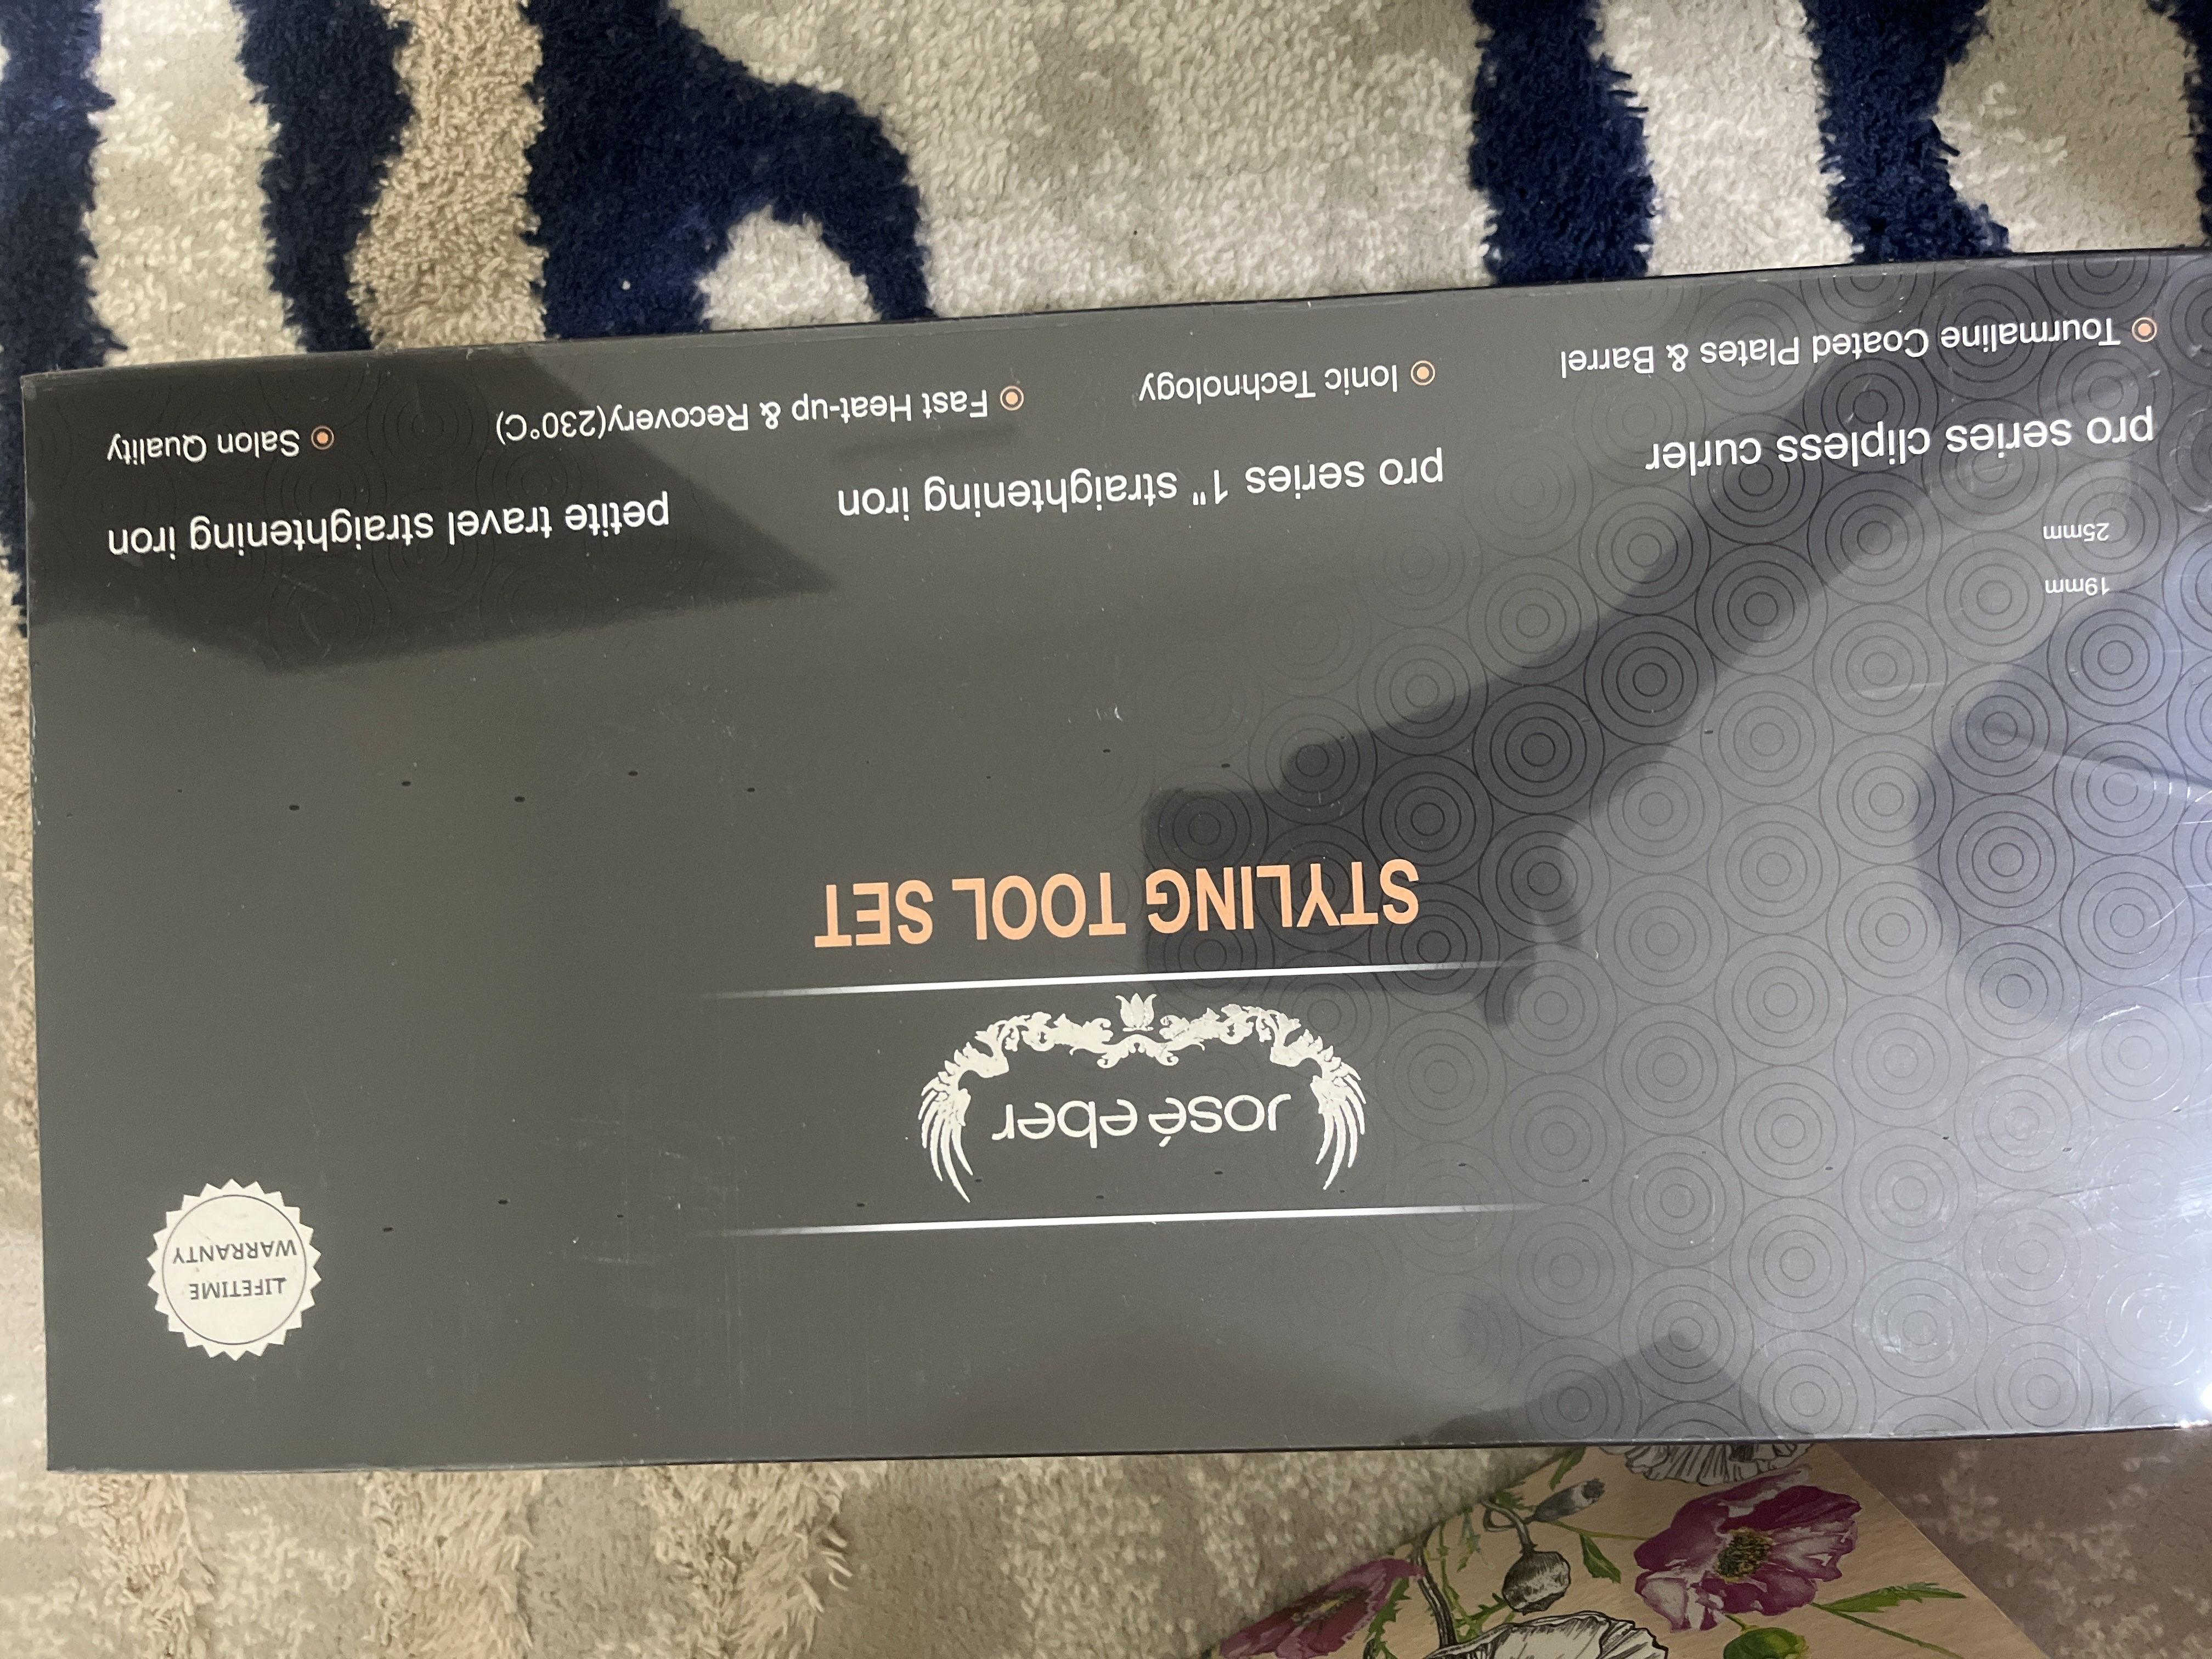 LIFETIME
WARRANTY
José eber
STYLING TOOL SET
19mm
25mm
pro series clipless curler
pro series 1" straightening iron
petite travel straightening iron
Tourmaline Coated Plates & Barrel
Ionic Technology
Fast Heat-up & Recovery(230°C)
Salon Quality